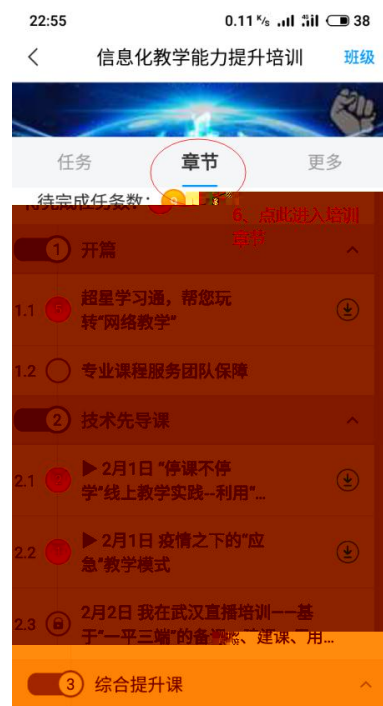 22:55 0.11 K/s 38
信息化教学能力提升培训 班级
任务 章节 更多
待完成任务数：
6、点此进入培训
章节
1 开篇
1.1 超星学习通，帮您玩
转“网络教学”
1.2 专业课程服务团队保障
2 技术先导课
2.1 ▶ 2月1日 “停课不停
学”线上教学实践--利用“...
2.2 ▶ 2月1日 疫情之下的“应
急”教学模式
2.3 2月2日 我在武汉直播培训——基
于“一平三端”的备课、建课、用...
3 综合提升课